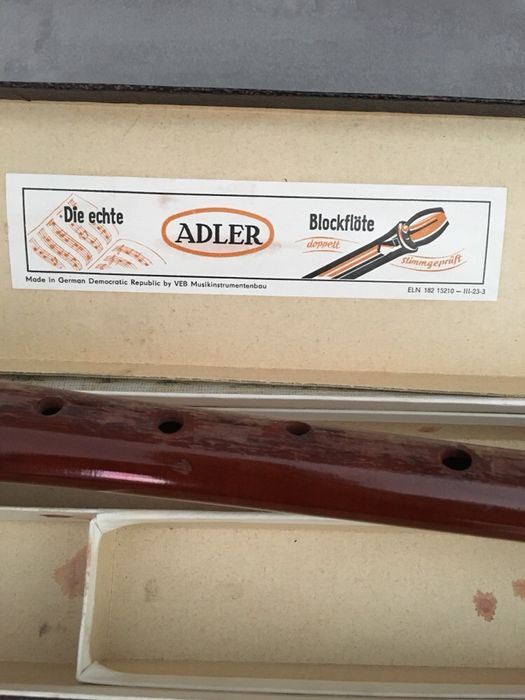 Die echte
ADLER
Blockflöte
doppelt
stimmgeprüft
Made in German Democratic Republic by VEB Musikinstrumentenbau
ELN 182 15210 – III-23-3